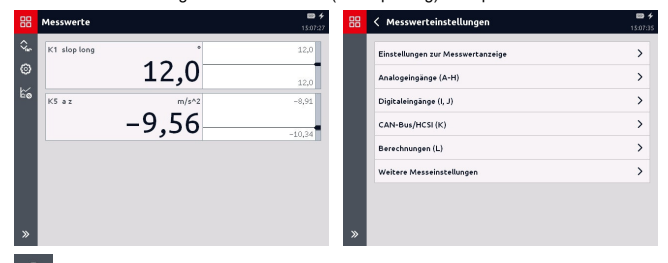 Messwerte
15:07:27
K1 slop long
°
12,0
12,0
12,0
K5 a z
m/s^2
-9,56
-8,91
-10,34
Messwerteinstellungen
15:07:35
Einstellungen zur Messwertanzeige
Analogeingänge (A-H)
Digitaleingänge (I, J)
CAN-Bus/HCSI (K)
Berechnungen (L)
Weitere Messeinstellungen